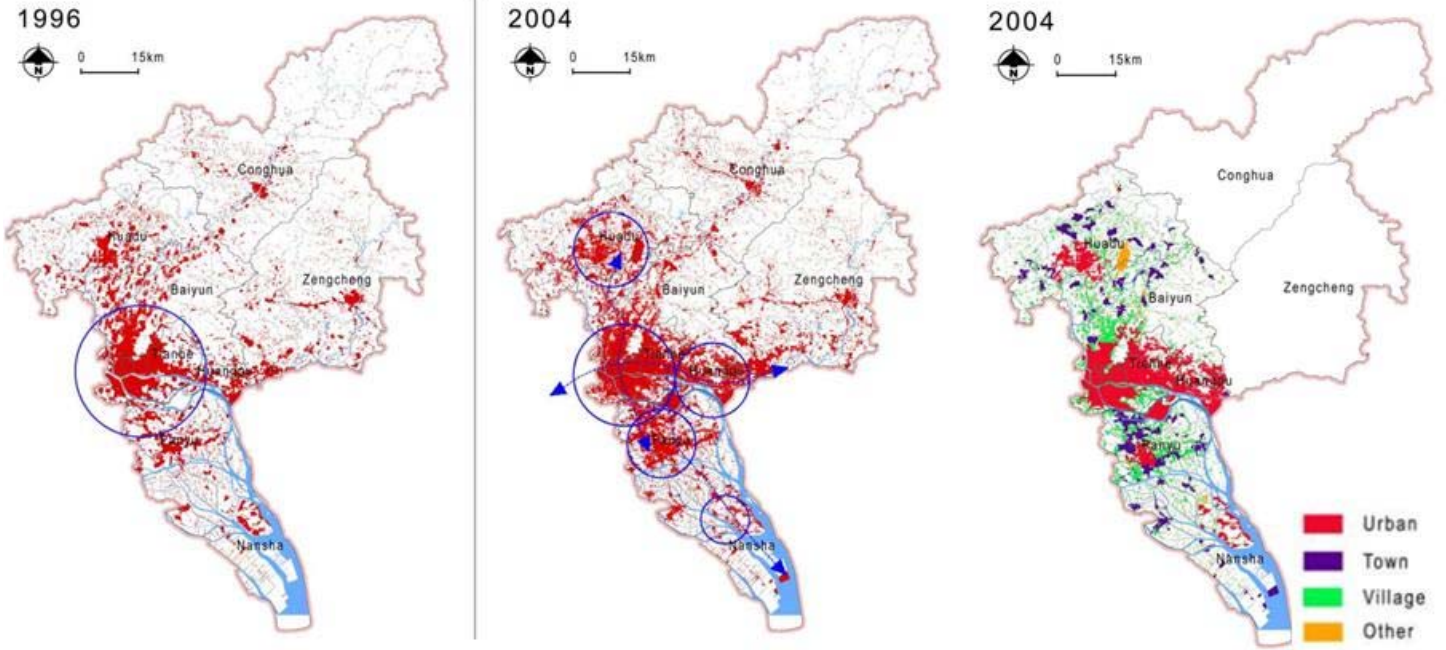 1996
N
0 15km
Conghua
Huadu
Baiyun
Zengcheng
Tianhe
Huangpu
Panyu
Nansha
2004
N
0 15km
Conghua
Huadu
Baiyun
Zengcheng
Tianhe
Huangpu
Panyu
Nansha
2004
N
0 15km
Conghua
Huadu
Baiyun
Zengcheng
Tianhe
Huangpu
Panyu
Nansha
Urban
Town
Village
Other